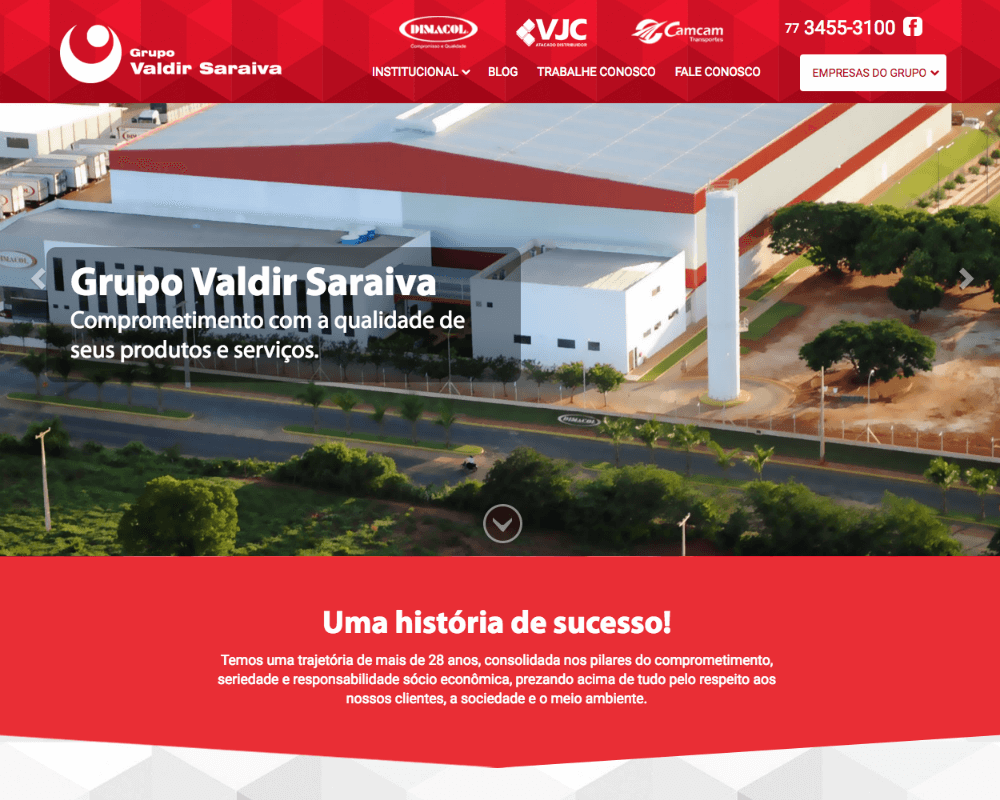 Grupo
Valdir Saraiva
DIMACOL
Compromisso e Qualidade
VJC
ATACADO DISTRIBUIDOR
Camcam
Transportes
77 3455-3100
INSTITUCIONAL
BLOG
TRABALHE CONOSCO
FALE CONOSCO
EMPRESAS DO GRUPO
DIMACOL
Grupo Valdir Saraiva
Comprometimento com a qualidade de
seus produtos e serviços.
DIMACOL
Uma história de sucesso!
Temos uma trajetória de mais de 28 anos, consolidada nos pilares do comprometimento,
seriedade e responsabilidade sócio econômica, prezando acima de tudo pelo respeito aos
nossos clientes, a sociedade e o meio ambiente.